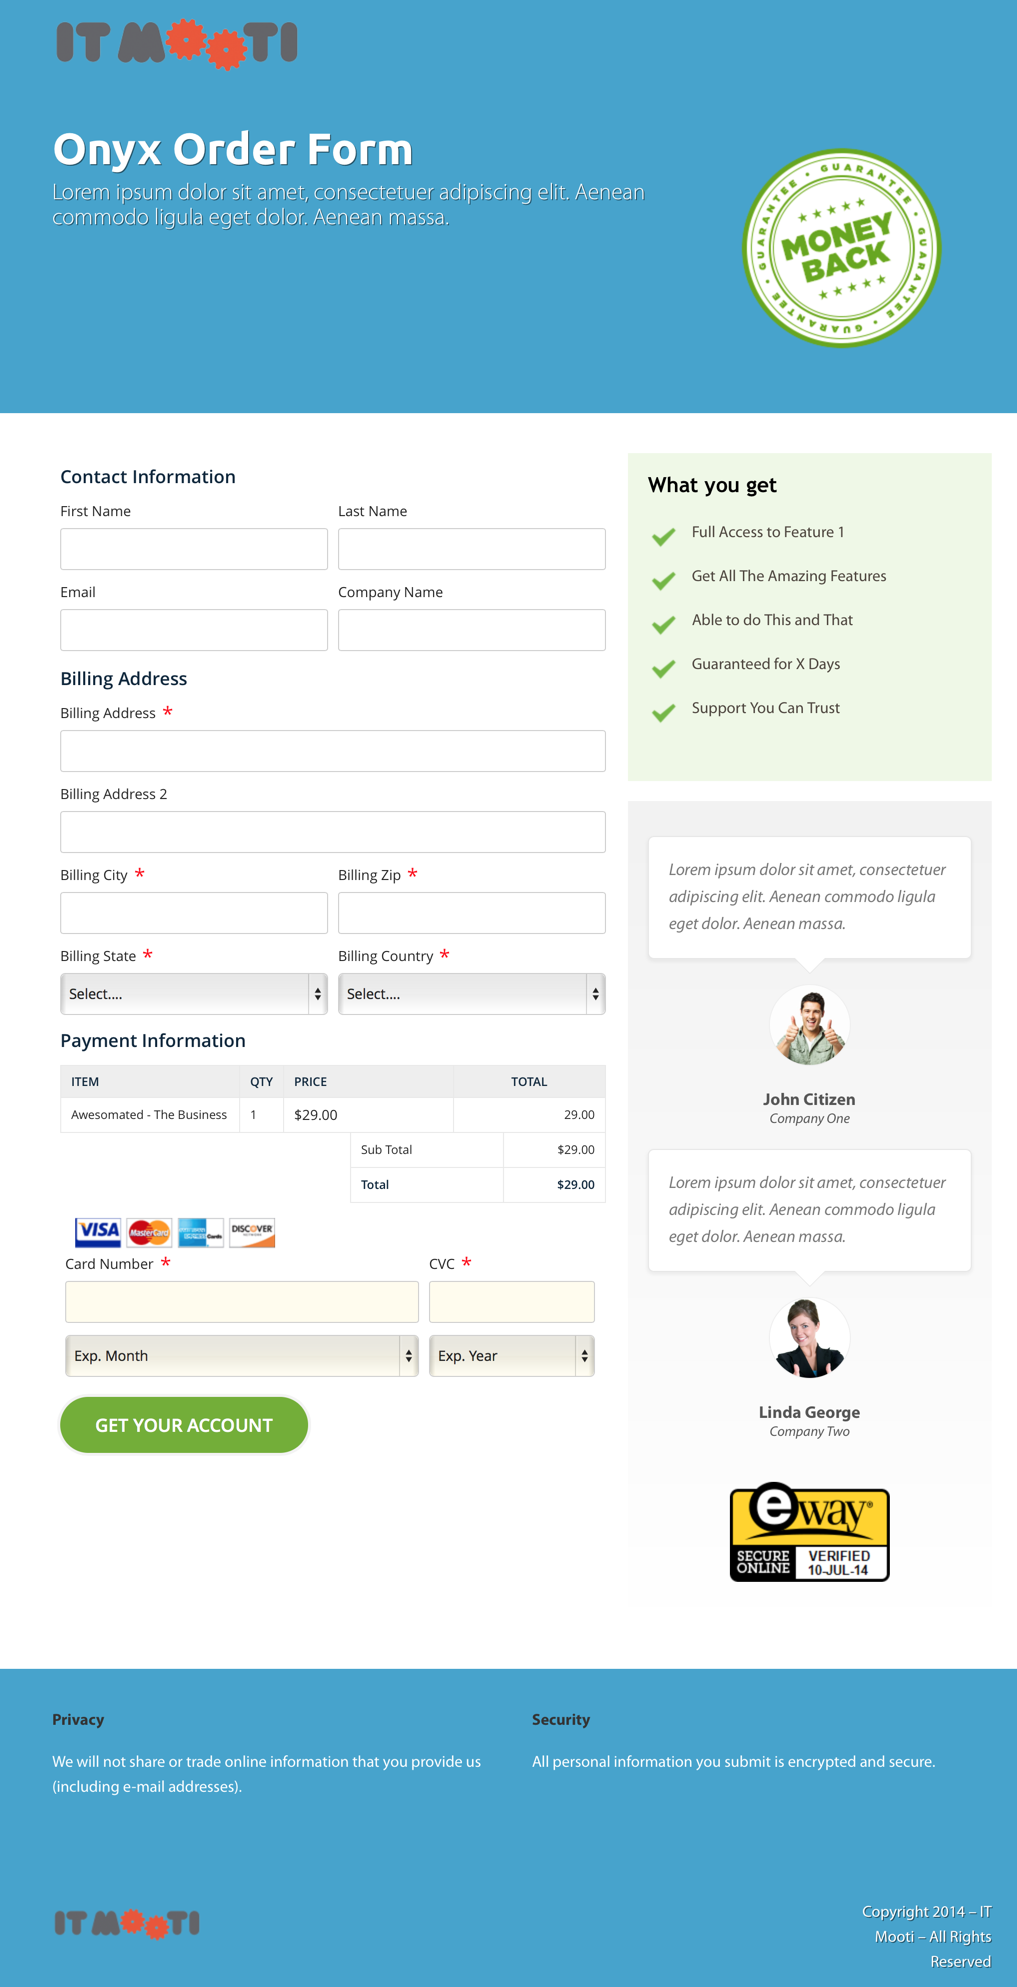 IT MOOTI
Onyx Order Form
Lorem ipsum dolor sit amet, consectetuer adipiscing elit. Aenean
commodo ligula eget dolor. Aenean massa.
GUARANTEE • GUARANTEE • GUARANTEE • GUARANTEE •
MONEY
BACK
Contact Information
First Name
Last Name
Email
Company Name
Billing Address
Billing Address *
Billing Address 2
Billing City *
Billing Zip *
Billing State *
Billing Country *
Select....
Select....
Payment Information
ITEM QTY PRICE TOTAL
Awesomated - The Business 1 $29.00 29.00
Sub Total $29.00
Total $29.00
VISA MasterCard Cards DISCOVER
Card Number *
CVC *
Exp. Month
Exp. Year
GET YOUR ACCOUNT
What you get
Full Access to Feature 1
Get All The Amazing Features
Able to do This and That
Guaranteed for X Days
Support You Can Trust
Lorem ipsum dolor sit amet, consectetuer
adipiscing elit. Aenean commodo ligula
eget dolor. Aenean massa.
John Citizen
Company One
Lorem ipsum dolor sit amet, consectetuer
adipiscing elit. Aenean commodo ligula
eget dolor. Aenean massa.
Linda George
Company Two
eway®
SECURE
ONLINE
VERIFIED
10-JUL-14
Privacy
We will not share or trade online information that you provide us
(including e-mail addresses).
Security
All personal information you submit is encrypted and secure.
IT MOOTI
Copyright 2014 – IT
Mooti – All Rights
Reserved